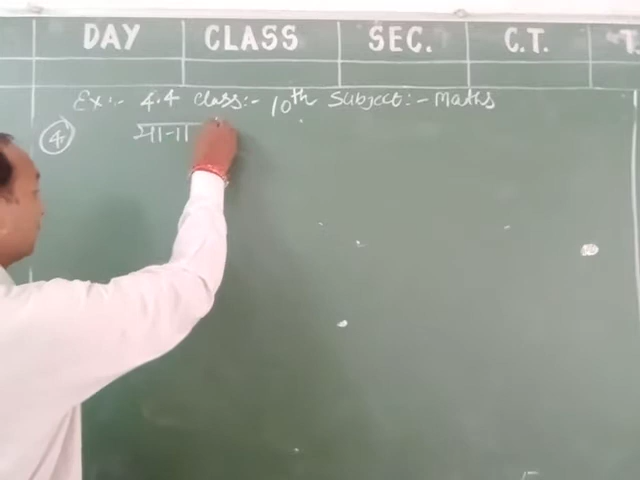 DAY CLASS SEC. C.T. T.
Ex:- 4.4 Class:- 10th Subject:- Maths
4.